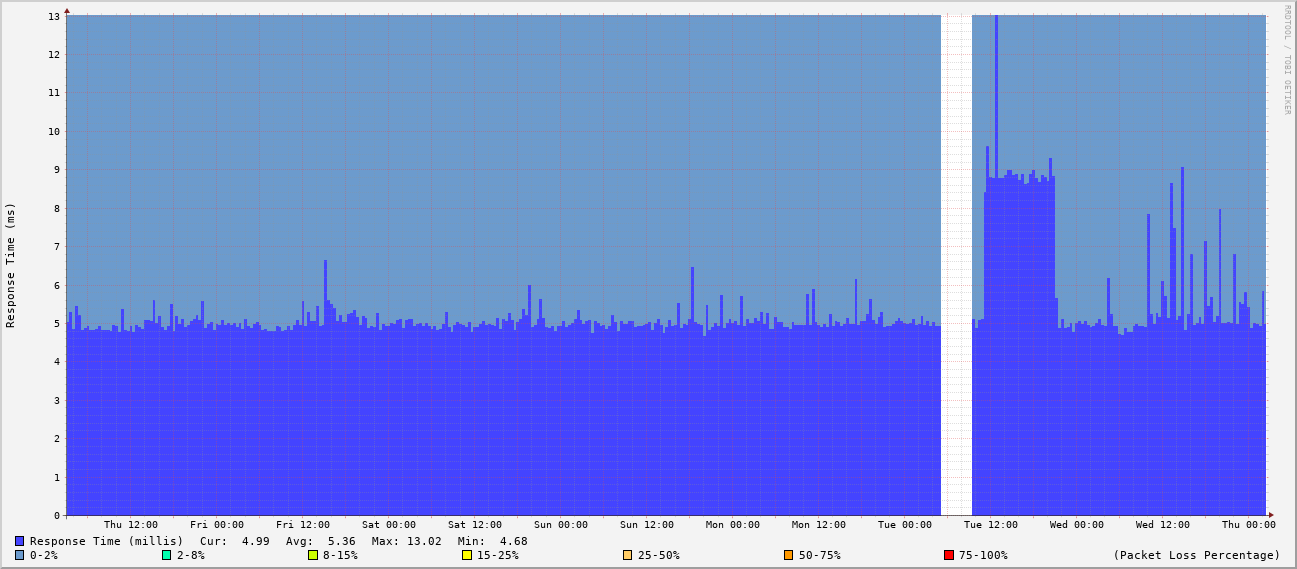 RRDTOOL / TOBI OETIKER
Response Time (ms)
13
12
11
10
9
8
7
6
5
4
3
2
1
0
Thu 12:00 Fri 00:00 Fri 12:00 Sat 00:00 Sat 12:00 Sun 00:00 Sun 12:00 Mon 00:00 Mon 12:00 Tue 00:00 Tue 12:00 Wed 00:00 Wed 12:00 Thu 00:00
Response Time (millis) Cur: 4.99 Avg: 5.36 Max: 13.02 Min: 4.68
0-2% 2-8% 8-15% 15-25% 25-50% 50-75% 75-100% (Packet Loss Percentage)